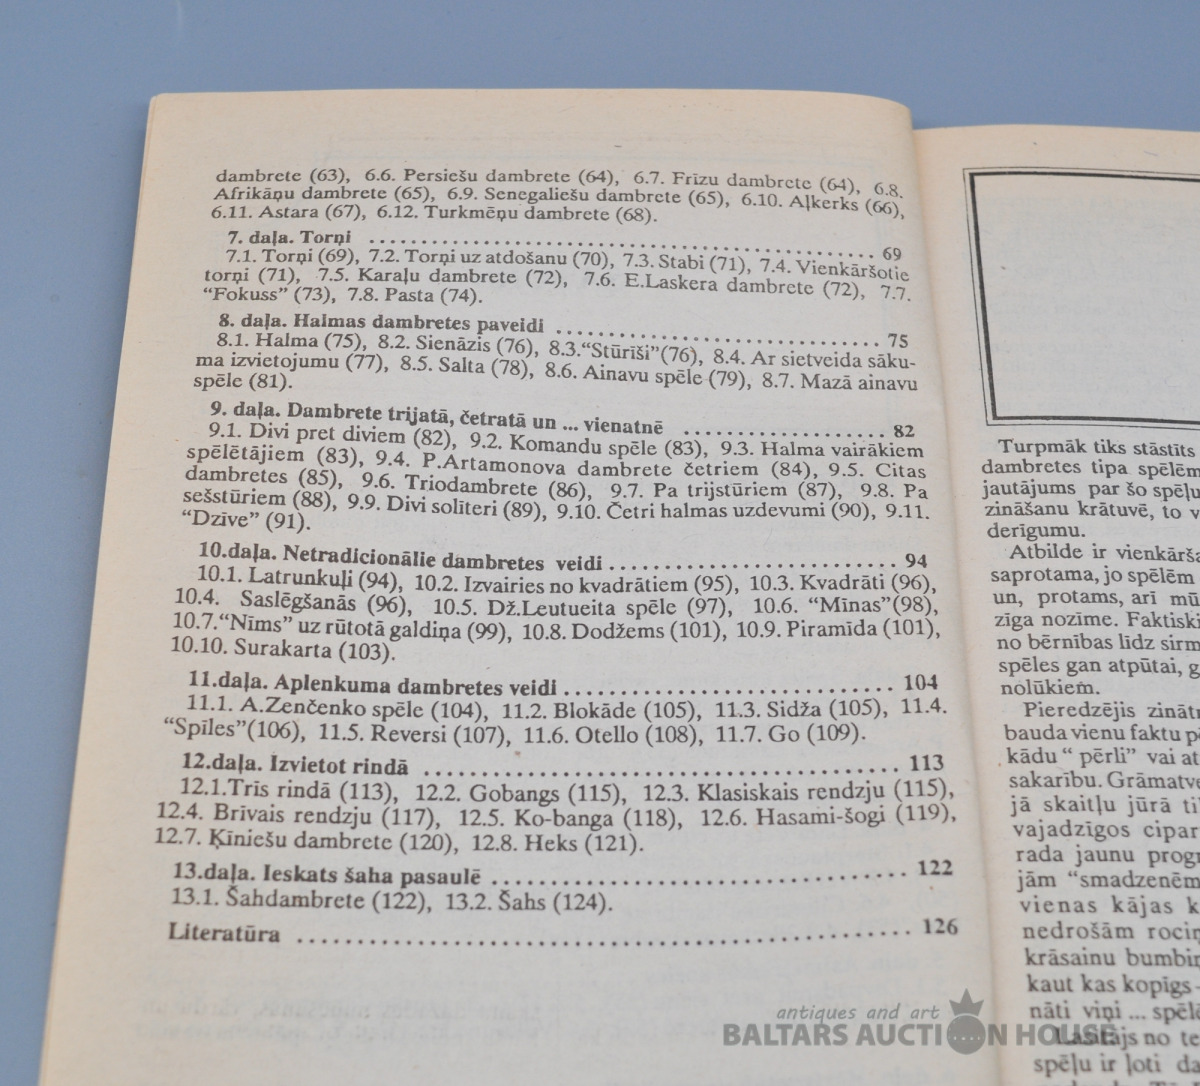 dambrete (63), 6.6. Persiešu dambrete (64), 6.7. Frīzu dambrete (64), 6.8.
Afrikāņu dambrete (65), 6.9. Senegaliešu dambrete (65), 6.10. Aļkerks (66),
6.11. Astara (67), 6.12. Turkmēņu dambrete (68).
7. daļa. Torņi ........................................ 69
7.1. Torņi (69), 7.2. Torņi uz atdošanu (70), 7.3. Stabi (71), 7.4. Vienkāršotie
torņi (71), 7.5. Karaļu dambrete (72), 7.6. E.Laskera dambrete (72), 7.7.
“Fokuss” (73), 7.8. Pasta (74).
8. daļa. Halmas dambretes paveidi .......................... 75
8.1. Halma (75), 8.2. Sienāzis (76), 8.3.“Stūrīši”(76), 8.4. Ar sietveida sāku-
ma izvietojumu (77), 8.5. Salta (78), 8.6. Ainavu spēle (79), 8.7. Mazā ainavu
spēle (81).
9. daļa. Dambrete trijatā, četratā un ... vienatnē .................. 82
9.1. Divi pret diviem (82), 9.2. Komandu spēle (83), 9.3. Halma vairākiem
spēlētājiem (83), 9.4. P.Artamonova dambrete četriem (84), 9.5. Citas
dambretes (85), 9.6. Triodambrete (86), 9.7. Pa trijstūriem (87), 9.8. Pa
sešstūriem (88), 9.9. Divi soliteri (89), 9.10. Četri halmas uzdevumi (90), 9.11.
“Dzīve” (91).
10.daļa. Netradicionālie dambretes veidi ....................... 94
10.1. Latrunkuļi (94), 10.2. Izvairies no kvadrātiem (95), 10.3. Kvadrāti (96),
10.4. Saslēgšanās (96), 10.5. Dž.Leutueita spēle (97), 10.6. “Mīnas”(98),
10.7.“Nīms” uz rūtotā galdiņa (99), 10.8. Dodžems (101), 10.9. Piramīda (101),
10.10. Surakarta (103).
11.daļa. Aplenkuma dambretes veidi .......................... 104
11.1. A.Zenčenko spēle (104), 11.2. Blokāde (105), 11.3. Sidža (105), 11.4.
“Spīles”(106), 11.5. Reversi (107), 11.6. Otello (108), 11.7. Go (109).
12.daļa. Izvietot rindā ..................................... 113
12.1.Trīs rindā (113), 12.2. Gobangs (115), 12.3. Klasiskais rendzju (115),
12.4. Brīvais rendzju (117), 12.5. Ko-banga (118), 12.6. Hasami-šogi (119),
12.7. Ķīniešu dambrete (120), 12.8. Heks (121).
13.daļa. Ieskats šaha pasaulē ................................ 122
13.1. Šahdambrete (122), 13.2. Šahs (124).
Literatūra ............................................... 126
Turpmāk tiks stāstīts
dambretes tipa spēlēm
jautājums par šo spēļu
zināšanu krātuvē, to v
derīgumu.
Atbilde ir vienkārša
saprotama, jo spēlēm
un, protams, arī mū
zīga nozīme. Faktiski
no bērnības līdz sirm
spēles gan atpūtai, g
nolūkiem.
Pieredzējis zināt
bauda vienu faktu p
kādu “ pērli” vai at
sakarību. Grāmatve
jā skaitļu jūrā ti
vajadzīgos cipar
rada jaunu progr
jām “smadzenēm
vienas kājas k
nedrošām rociņ
krāsainu bumbiņ
kaut kas kopīgs -
nāti viņi ... spēlē
Lasītājs no te
spēļu ir ļoti da
antiques and art
BALTARS AUCTION HOUSE